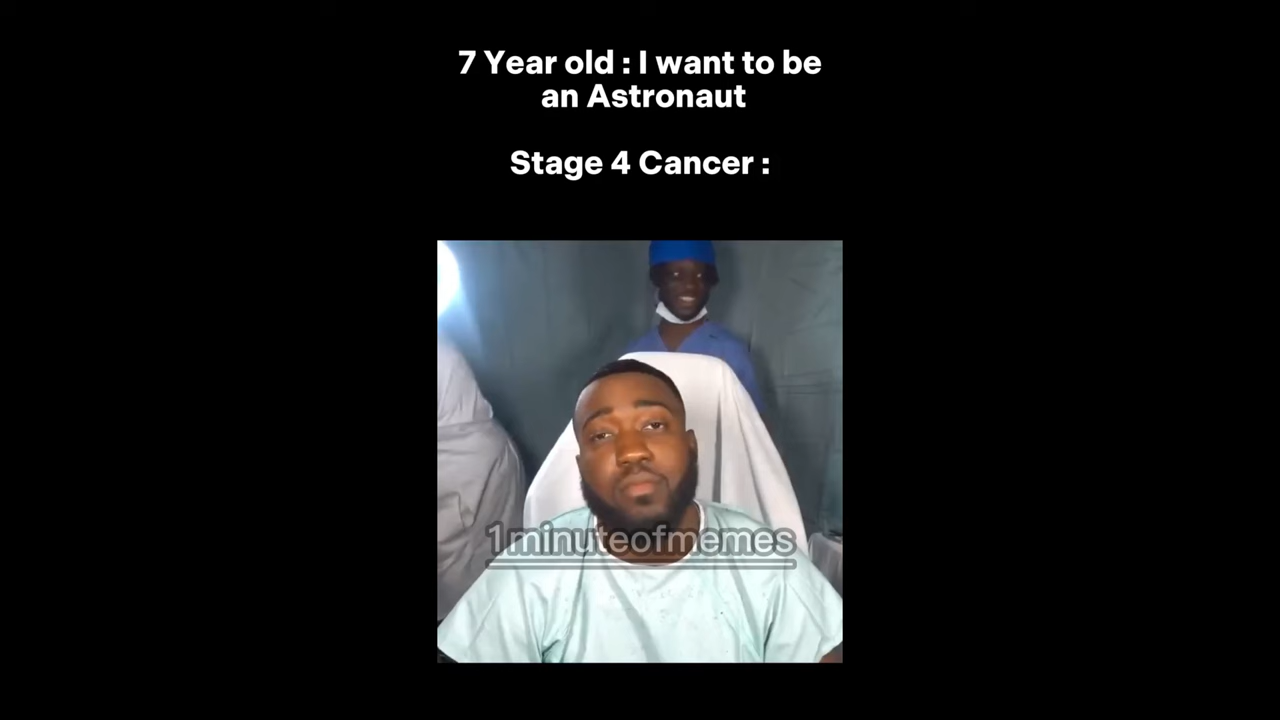 7 Year old : I want to be
an Astronaut
Stage 4 Cancer :
1minuteofmemes